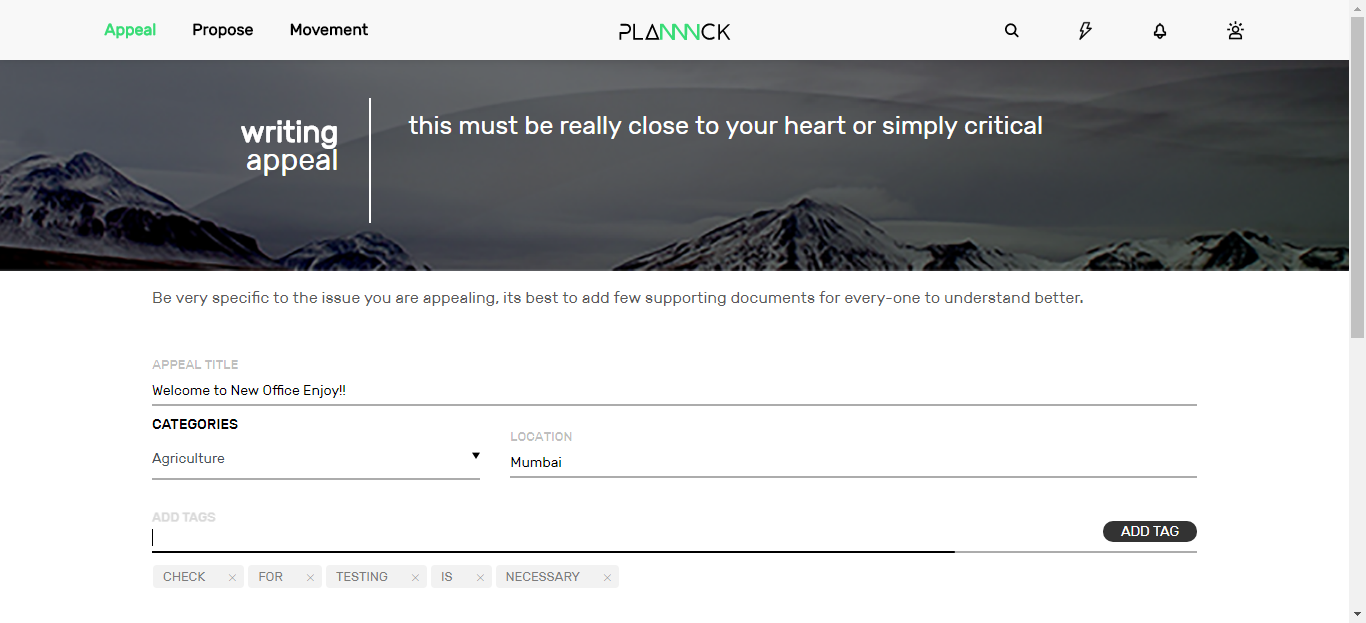 Appeal Propose Movement PLANNNCK
writing
appeal
this must be really close to your heart or simply critical
Be very specific to the issue you are appealing, its best to add few supporting documents for every-one to understand better.
APPEAL TITLE
Welcome to New Office Enjoy!!
CATEGORIES
Agriculture
LOCATION
Mumbai
ADD TAGS
ADD TAG
CHECK × FOR × TESTING × IS × NECESSARY ×